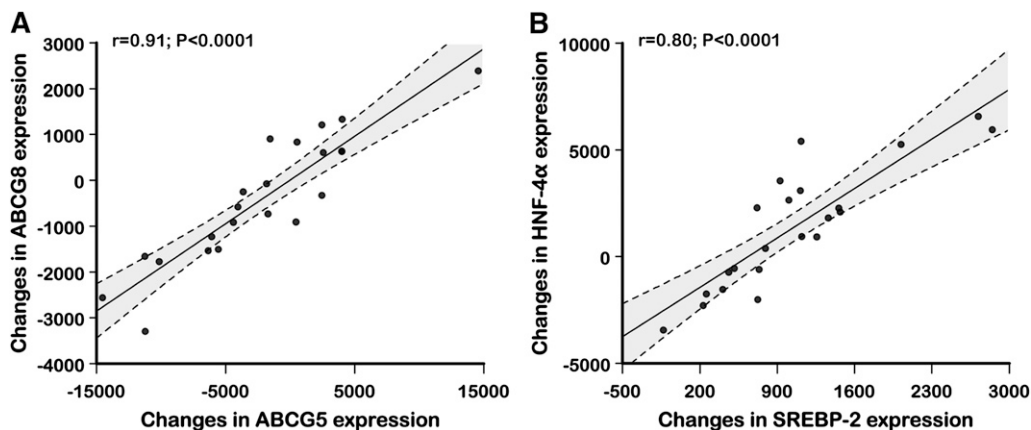 A
r=0.91; P<0.0001
Changes in ABCG8 expression
3000
2000
1000
0
-1000
-2000
-3000
-4000
-15000 -5000 5000 15000
Changes in ABCG5 expression
B
r=0.80; P<0.0001
Changes in HNF-4α expression
10000
5000
0
-5000
-500 200 900 1600 2300 3000
Changes in SREBP-2 expression